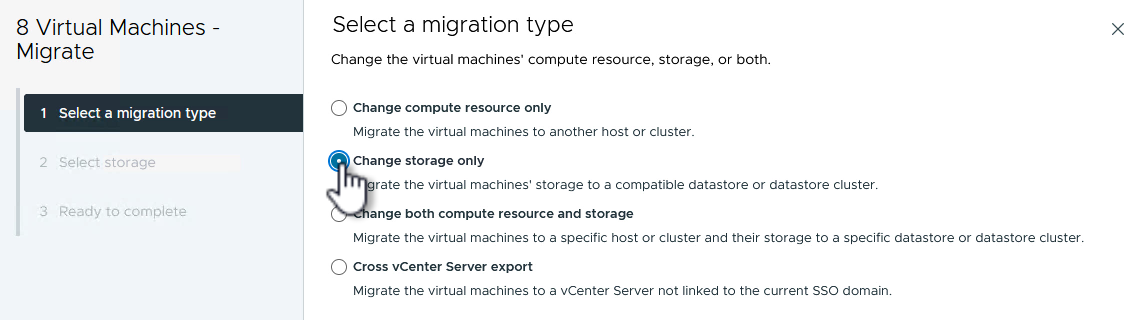 8 Virtual Machines -
Migrate
1 Select a migration type
2 Select storage
3 Ready to complete
Select a migration type
Change the virtual machines' compute resource, storage, or both.
Change compute resource only
Migrate the virtual machines to another host or cluster.
Change storage only
grate the virtual machines' storage to a compatible datastore or datastore cluster.
Change both compute resource and storage
Migrate the virtual machines to a specific host or cluster and their storage to a specific datastore or datastore cluster.
Cross vCenter Server export
Migrate the virtual machines to a vCenter Server not linked to the current SSO domain.